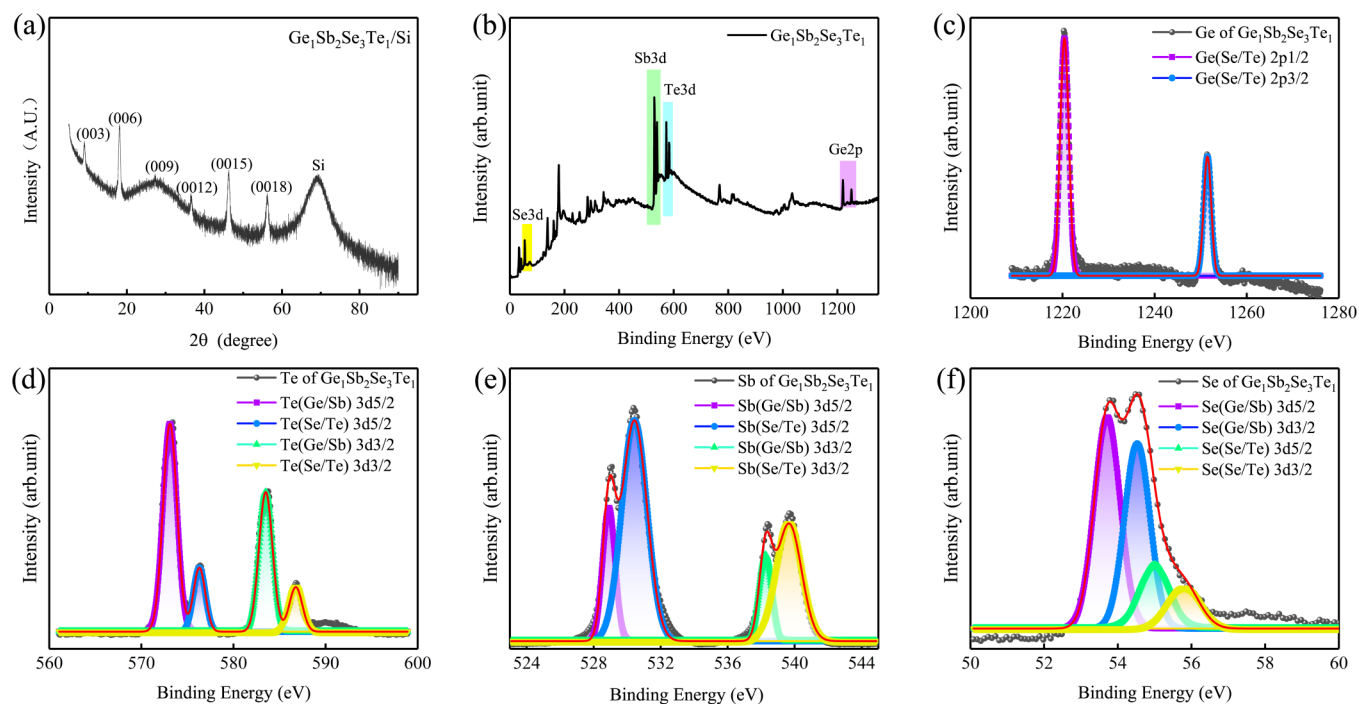 (a)
Ge₁Sb₂Se₃Te₁/Si
(003)
(006)
(009)
(0012)
(0015)
(0018)
Si
Intensity (A.U.)
0 20 40 60 80
2θ (degree)
(b)
Ge₁Sb₂Se₃Te₁
Sb3d
Te3d
Ge2p
Se3d
Intensity (arb.unit)
0 200 400 600 800 1000 1200
Binding Energy (eV)
(c)
Ge of Ge₁Sb₂Se₃Te₁
Ge(Se/Te) 2p1/2
Ge(Se/Te) 2p3/2
Intensity (arb.unit)
1200 1220 1240 1260 1280
Binding Energy (eV)
(d)
Te of Ge₁Sb₂Se₃Te₁
Te(Ge/Sb) 3d5/2
Te(Se/Te) 3d5/2
Te(Ge/Sb) 3d3/2
Te(Se/Te) 3d3/2
Intensity (arb.unit)
560 570 580 590 600
Binding Energy (eV)
(e)
Sb of Ge₁Sb₂Se₃Te₁
Sb(Ge/Sb) 3d5/2
Sb(Se/Te) 3d5/2
Sb(Ge/Sb) 3d3/2
Sb(Se/Te) 3d3/2
Intensity (arb.unit)
524 528 532 536 540 544
Binding Energy (eV)
(f)
Se of Ge₁Sb₂Se₃Te₁
Se(Ge/Sb) 3d5/2
Se(Ge/Sb) 3d3/2
Se(Se/Te) 3d5/2
Se(Se/Te) 3d3/2
Intensity (arb.unit)
50 52 54 56 58 60
Binding Energy (eV)